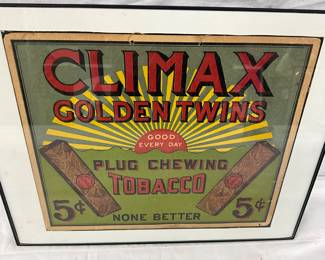 CLIMAX
GOLDEN TWINS
GOOD
EVERY DAY
PLUG CHEWING
TOBACCO
5¢ 5¢
NONE BETTER